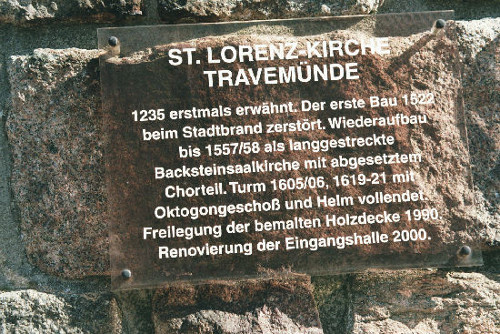 ST. LORENZ-KIRCHE
TRAVEMÜNDE
1235 erstmals erwähnt. Der erste Bau 1522
beim Stadtbrand zerstört. Wiederaufbau
bis 1557/58 als langgestreckte
Backsteinsaalkirche mit abgesetztem
Chorteil. Turm 1605/06, 1619-21 mit
Oktogongeschoß und Helm vollendet.
Freilegung der bemalten Holzdecke 1990.
Renovierung der Eingangshalle 2000.